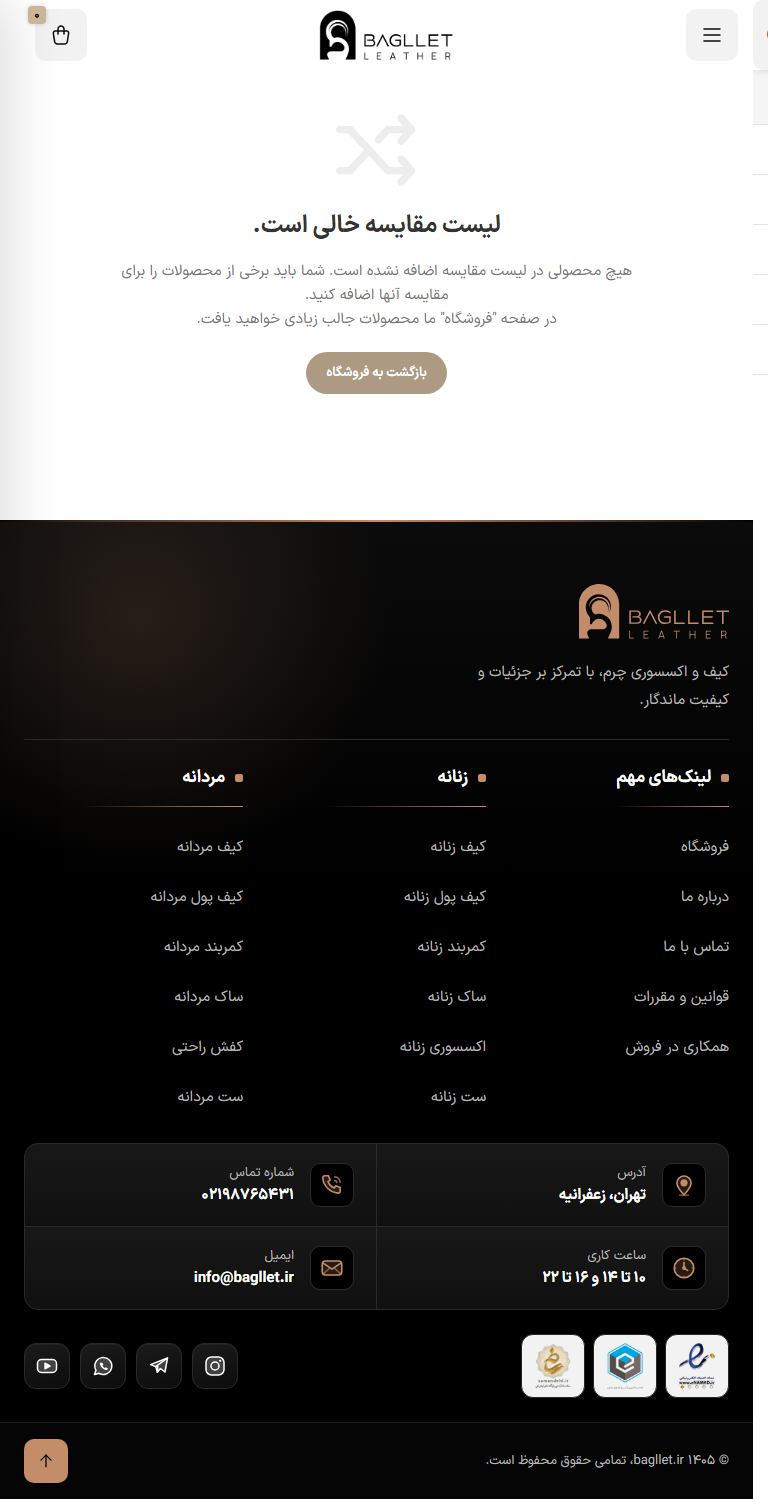 ۰
BAGLLET
LEATHER
لیست مقایسه خالی است.
هیچ محصولی در لیست مقایسه اضافه نشده است. شما باید برخی از محصولات را برای
مقایسه آنها اضافه کنید.
در صفحه "فروشگاه" ما محصولات جالب زیادی خواهید یافت.
بازگشت به فروشگاه
BAGLLET
LEATHER
کیف و اکسسوری چرم، با تمرکز بر جزئیات و
کیفیت ماندگار.
لینک‌های مهم
فروشگاه
درباره ما
تماس با ما
قوانین و مقررات
همکاری در فروش
زنانه
کیف زنانه
کیف پول زنانه
کمربند زنانه
ساک زنانه
اکسسوری زنانه
ست زنانه
مردانه
کیف مردانه
کیف پول مردانه
کمربند مردانه
ساک مردانه
کفش راحتی
ست مردانه
آدرس
تهران، زعفرانیه
شماره تماس
۰۲۱۹۸۷۶۵۴۳۱
ساعت کاری
۱۰ تا ۱۴ و ۱۶ تا ۲۲
ایمیل
info@bagllet.ir
samandehi.ir
© ۱۴۰۵ bagllet.ir، تمامی حقوق محفوظ است.